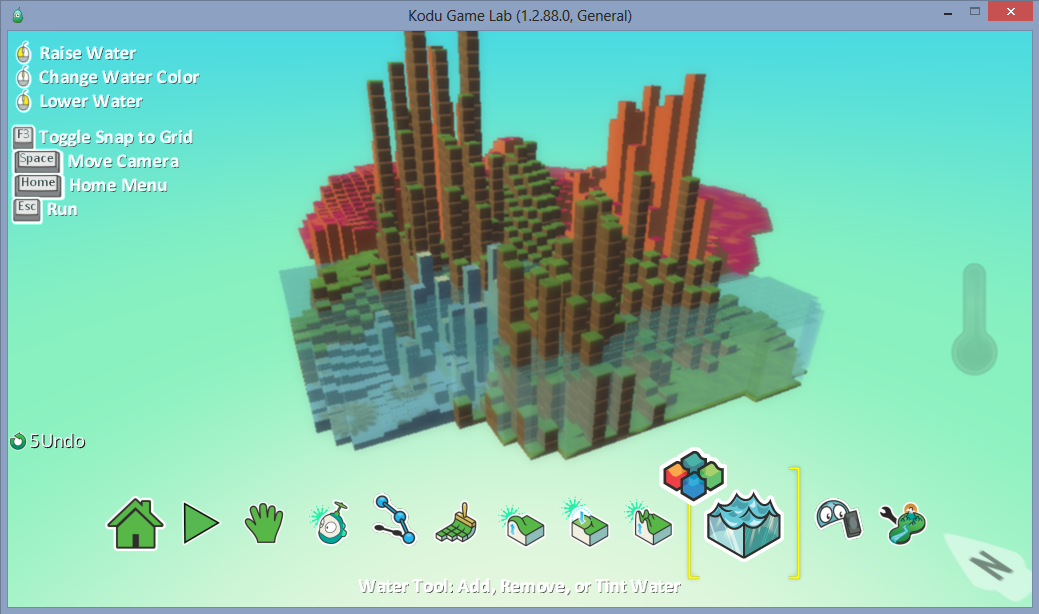 Kodu Game Lab (1.2.88.0, General)
Raise Water
Change Water Color
Lower Water
F3 Toggle Snap to Grid
Space Move Camera
Home Home Menu
Esc Run
5Undo
N
Water Tool: Add, Remove, or Tint Water